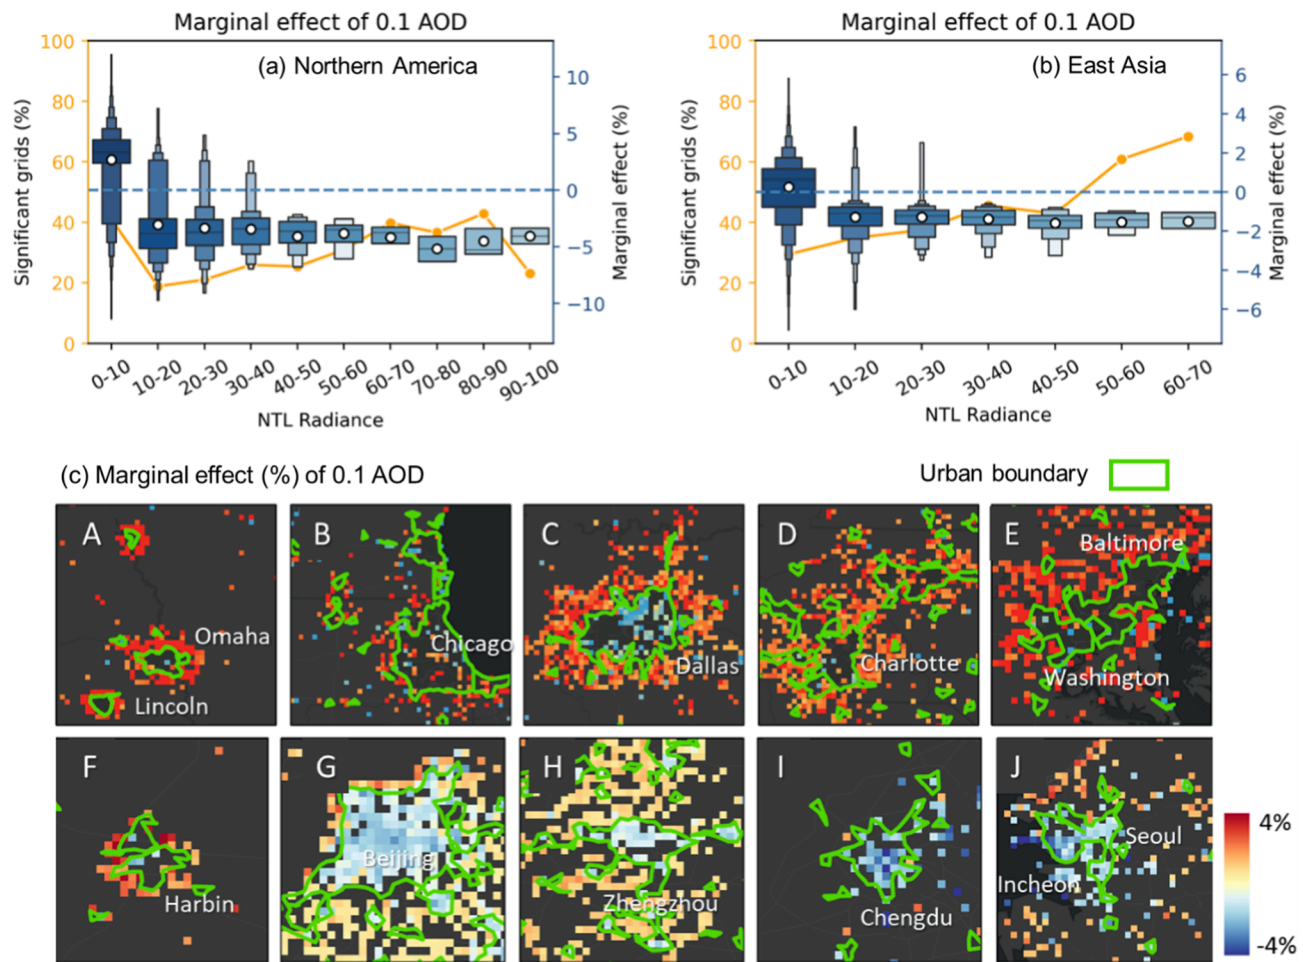 Marginal effect of 0.1 AOD
(a) Northern America
Significant grids (%)
100
80
60
40
20
0
10
5
0
−5
−10
Marginal effect (%)
0-10
10-20
20-30
30-40
40-50
50-60
60-70
70-80
80-90
90-100
NTL Radiance
Marginal effect of 0.1 AOD
(b) East Asia
Significant grids (%)
100
80
60
40
20
0
6
4
2
0
−2
−4
−6
Marginal effect (%)
0-10
10-20
20-30
30-40
40-50
50-60
60-70
NTL Radiance
(c) Marginal effect (%) of 0.1 AOD
Urban boundary
A
Omaha
Lincoln
B
Chicago
C
Dallas
D
Charlotte
E
Baltimore
Washington
F
Harbin
G
Beijing
H
Zhengzhou
I
Chengdu
J
Seoul
Incheon
4%
-4%